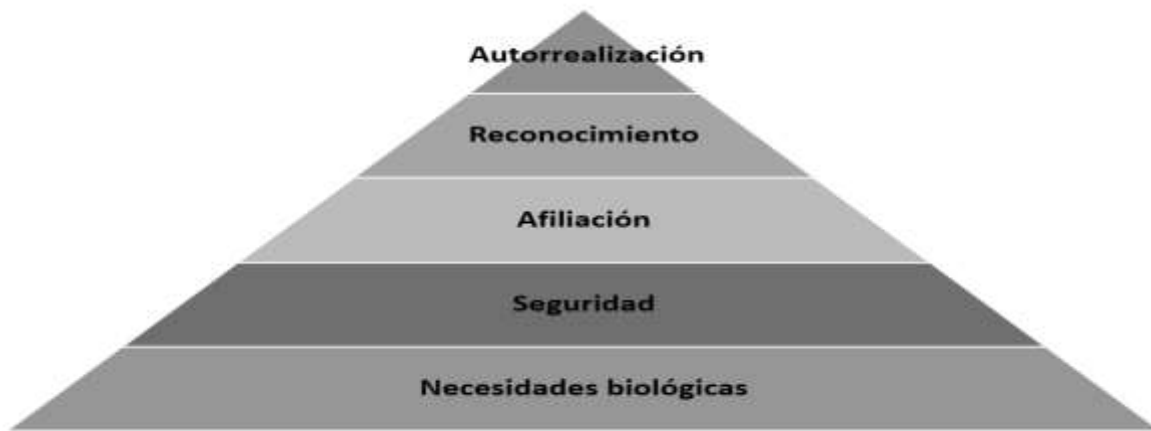 Autorrealización
Reconocimiento
Afiliación
Seguridad
Necesidades biológicas